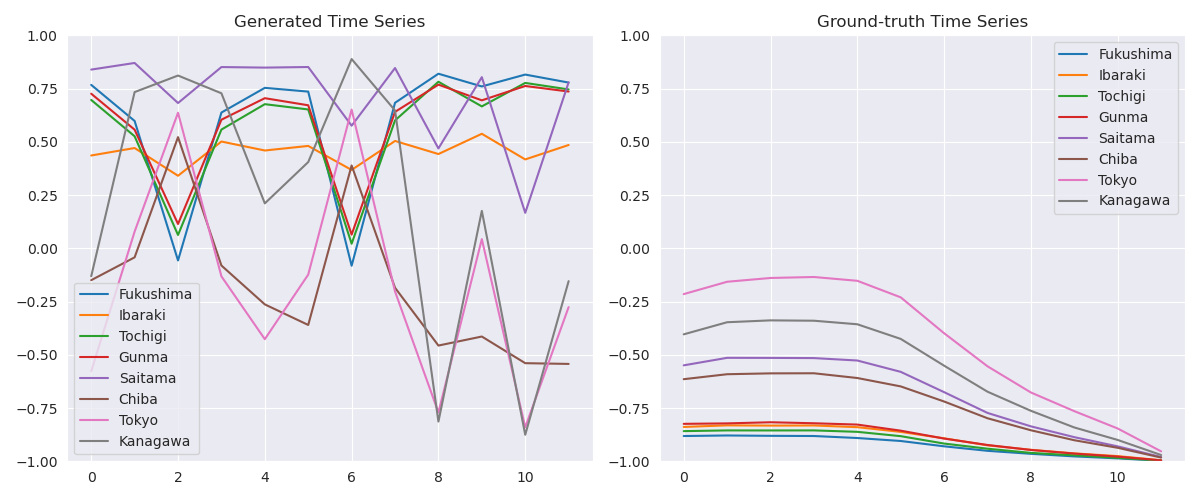 Generated Time Series
1.00
0.75
0.50
0.25
0.00
−0.25
−0.50
−0.75
−1.00
0 2 4 6 8 10
Fukushima
Ibaraki
Tochigi
Gunma
Saitama
Chiba
Tokyo
Kanagawa
Ground-truth Time Series
1.00
0.75
0.50
0.25
0.00
−0.25
−0.50
−0.75
−1.00
0 2 4 6 8 10
Fukushima
Ibaraki
Tochigi
Gunma
Saitama
Chiba
Tokyo
Kanagawa